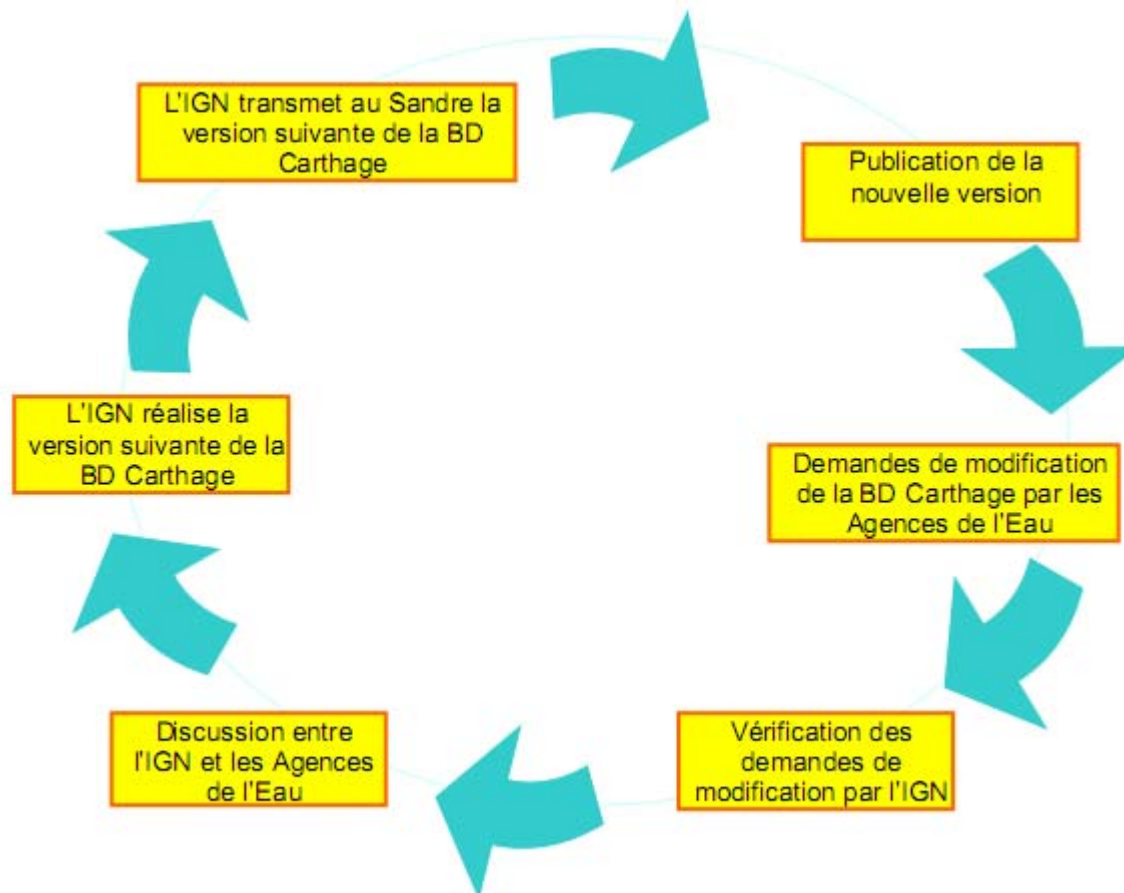 L'IGN transmet au Sandre la
version suivante de la BD
Carthage
Publication de la
nouvelle version
Demandes de modification
de la BD Carthage par les
Agences de l'Eau
Vérification des
demandes de
modification par l'IGN
Discussion entre
l'IGN et les Agences
de l'Eau
L'IGN réalise la
version suivante de la
BD Carthage